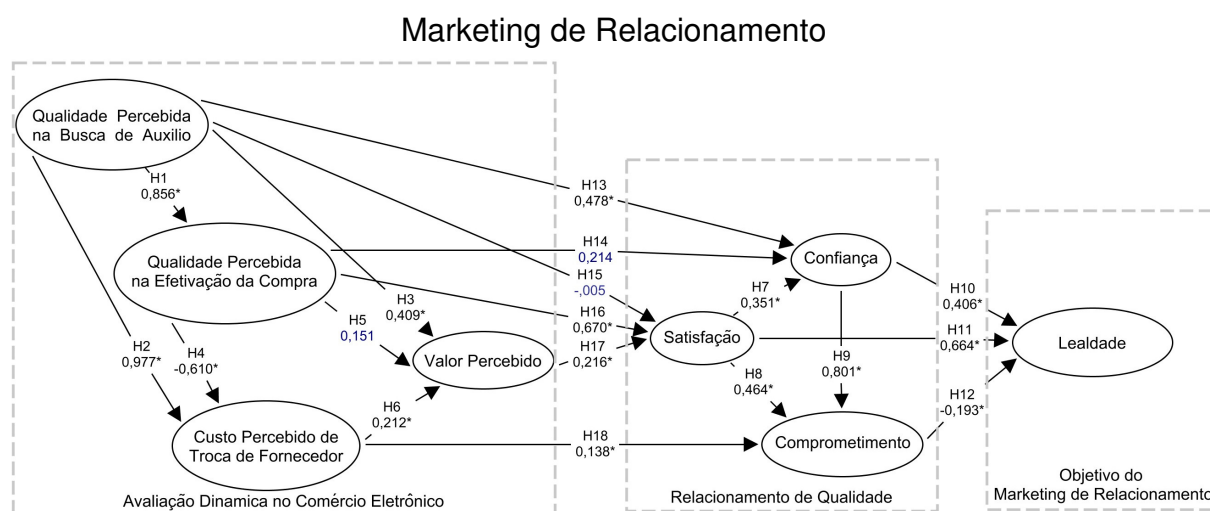 Marketing de Relacionamento
Qualidade Percebida
na Busca de Auxilio
H1
0,856*
H13
0,478*
Qualidade Percebida
na Efetivação da Compra
H14
0,214
H15
-,005
Confiança
H3
0,409*
H5
0,151
H16
0,670*
H7
0,351*
H10
0,406*
H2
0,977*
H4
-0,610*
Valor Percebido
H17
0,216*
Satisfação
H11
0,664*
Lealdade
H8
0,464*
H9
0,801*
H6
0,212*
H12
-0,193*
Custo Percebido de
Troca de Fornecedor
H18
0,138*
Comprometimento
Avaliação Dinamica no Comércio Eletrônico
Relacionamento de Qualidade
Objetivo do
Marketing de Relacionamento